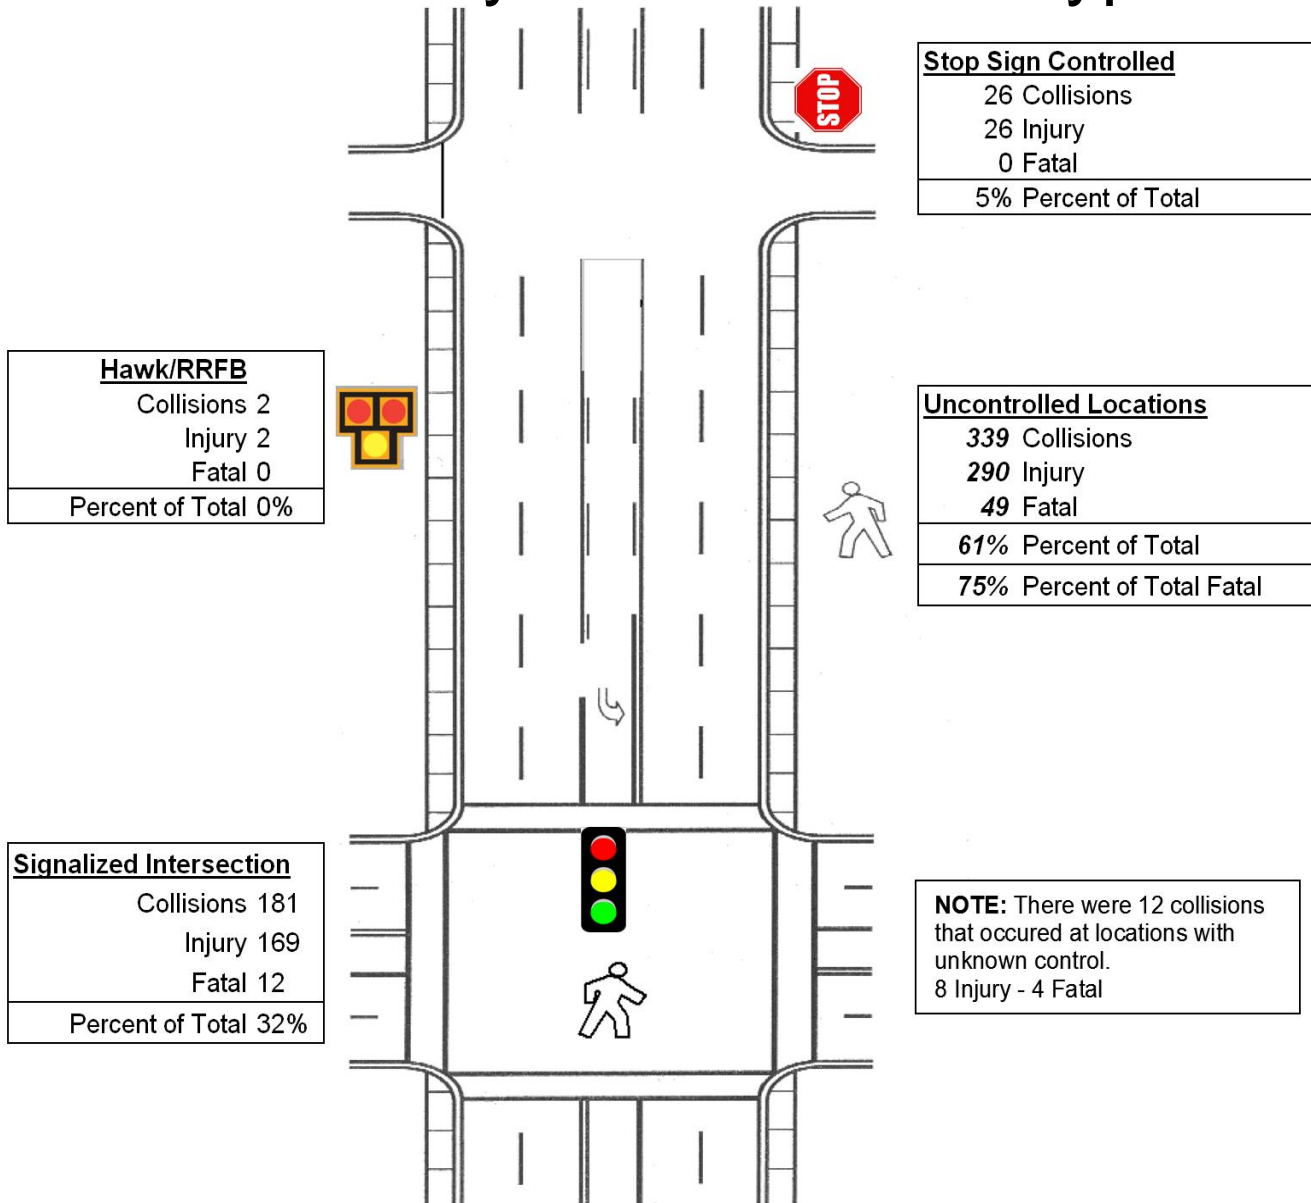 STOP
Stop Sign Controlled
26 Collisions
26 Injury
0 Fatal
5% Percent of Total
Hawk/RRFB
Collisions 2
Injury 2
Fatal 0
Percent of Total 0%
Uncontrolled Locations
339 Collisions
290 Injury
49 Fatal
61% Percent of Total
75% Percent of Total Fatal
Signalized Intersection
Collisions 181
Injury 169
Fatal 12
Percent of Total 32%
NOTE: There were 12 collisions
that occured at locations with
unknown control.
8 Injury - 4 Fatal